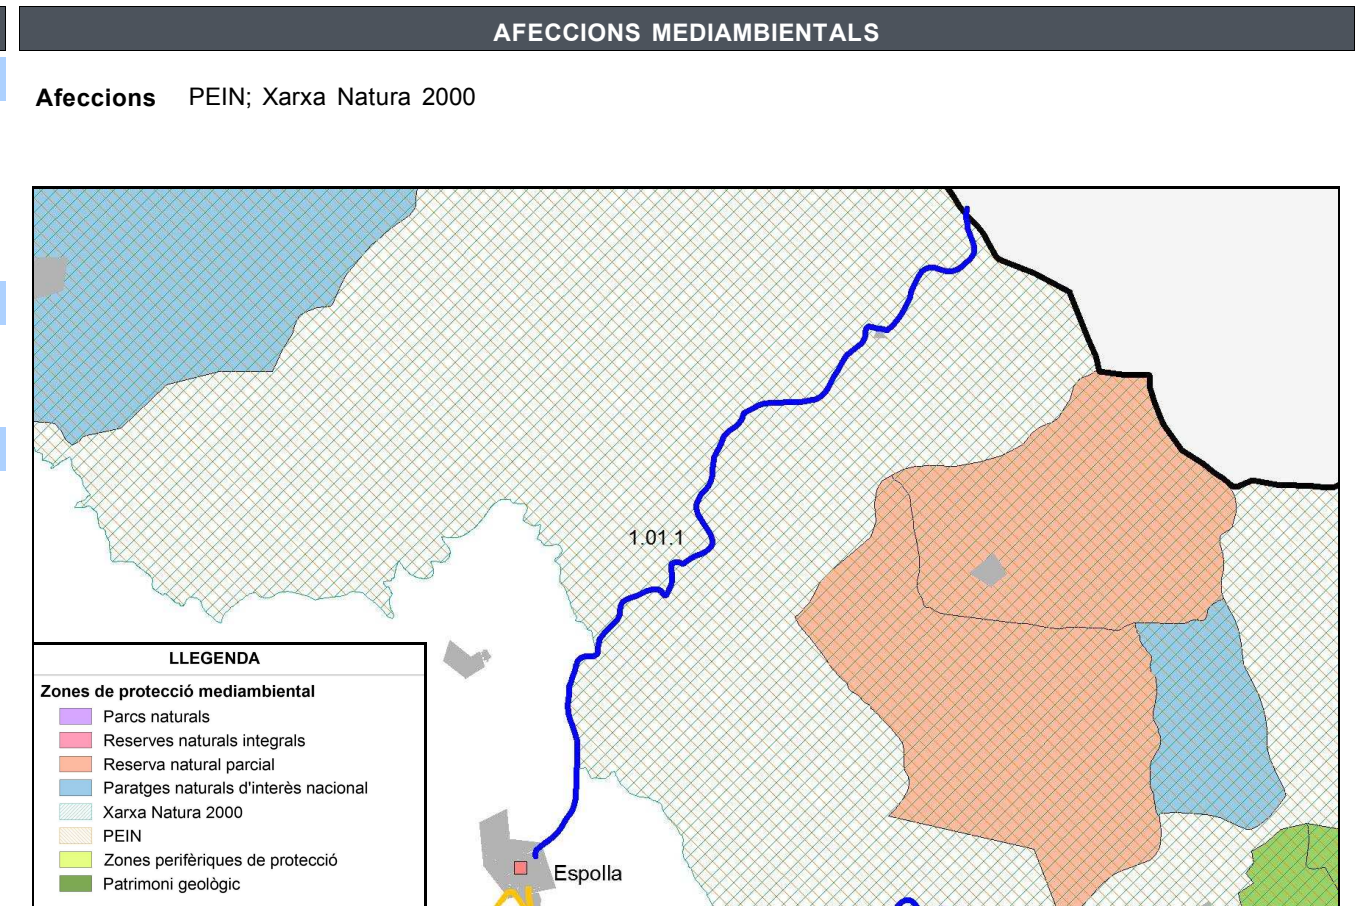 AFECCIONS MEDIAMBIENTALS
Afeccions PEIN; Xarxa Natura 2000
1.01.1
LLEGENDA
Zones de protecció mediambiental
Parcs naturals
Reserves naturals integrals
Reserva natural parcial
Paratges naturals d'interès nacional
Xarxa Natura 2000
PEIN
Zones perifèriques de protecció
Patrimoni geològic
Espolla